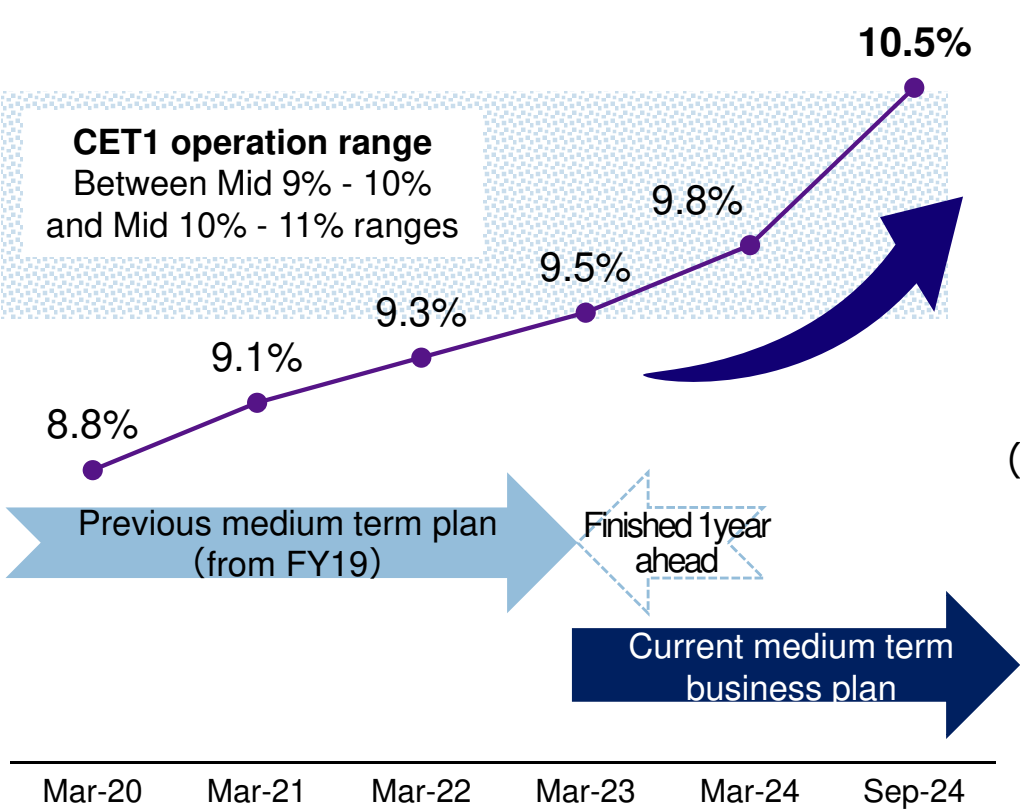 10.5%
CET1 operation range
Between Mid 9% - 10%
and Mid 10% - 11% ranges
9.8%
9.5%
9.3%
9.1%
8.8%
(
Previous medium term plan
（from FY19）
Finished 1year
ahead
Current medium term
business plan
Mar-20 Mar-21 Mar-22 Mar-23 Mar-24 Sep-24